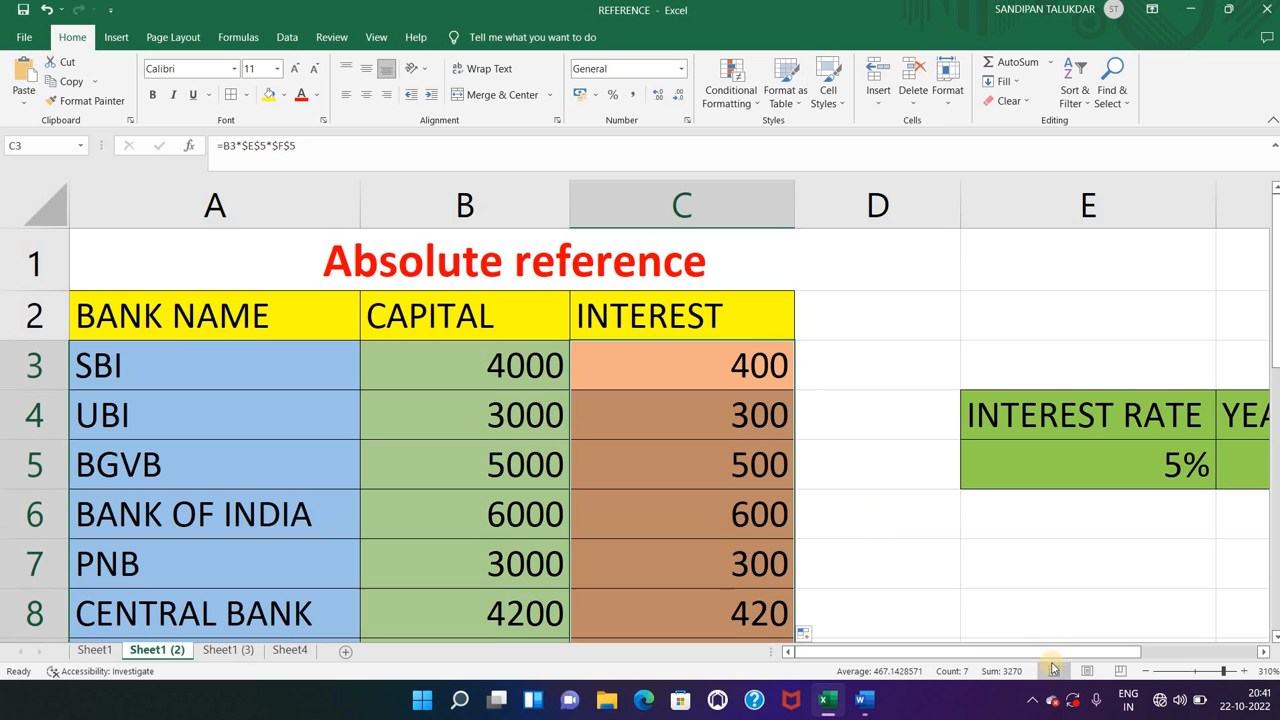 REFERENCE - Excel
SANDIPAN TALUKDAR ST
File Home Insert Page Layout Formulas Data Review View Help Tell me what you want to do
Paste
Cut
Copy
Format Painter
Clipboard
Calibri 11
B I U A
Font
Wrap Text
Merge & Center
Alignment
General
%
Number
Conditional Formatting
Format as Table
Cell Styles
Styles
Insert
Delete
Format
Cells
AutoSum
Fill
Clear
Sort & Filter
Find & Select
Editing
C3 fx =B3*$E$5*$F$5
A B C D E
1 Absolute reference
2 BANK NAME CAPITAL INTEREST
3 SBI 4000 400
4 UBI 3000 300 INTEREST RATE YEA
5 BGVB 5000 500 5%
6 BANK OF INDIA 6000 600
7 PNB 3000 300
8 CENTRAL BANK 4200 420
Sheet1 Sheet1 (2) Sheet1 (3) Sheet4
Ready Accessibility: Investigate Average: 467.1428571 Count: 7 Sum: 3270 310%
ENG IN
20:41
22-10-2022